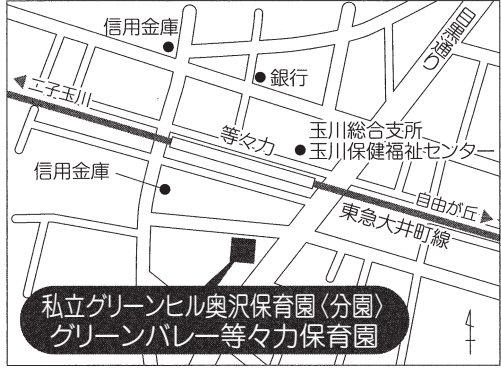 信用金庫
目黒通り
銀行
二子玉川
等々力
玉川総合支所
玉川保健福祉センター
信用金庫
自由が丘
東急大井町線
私立グリーンヒル奥沢保育園〈分園〉
グリーンバレー等々力保育園